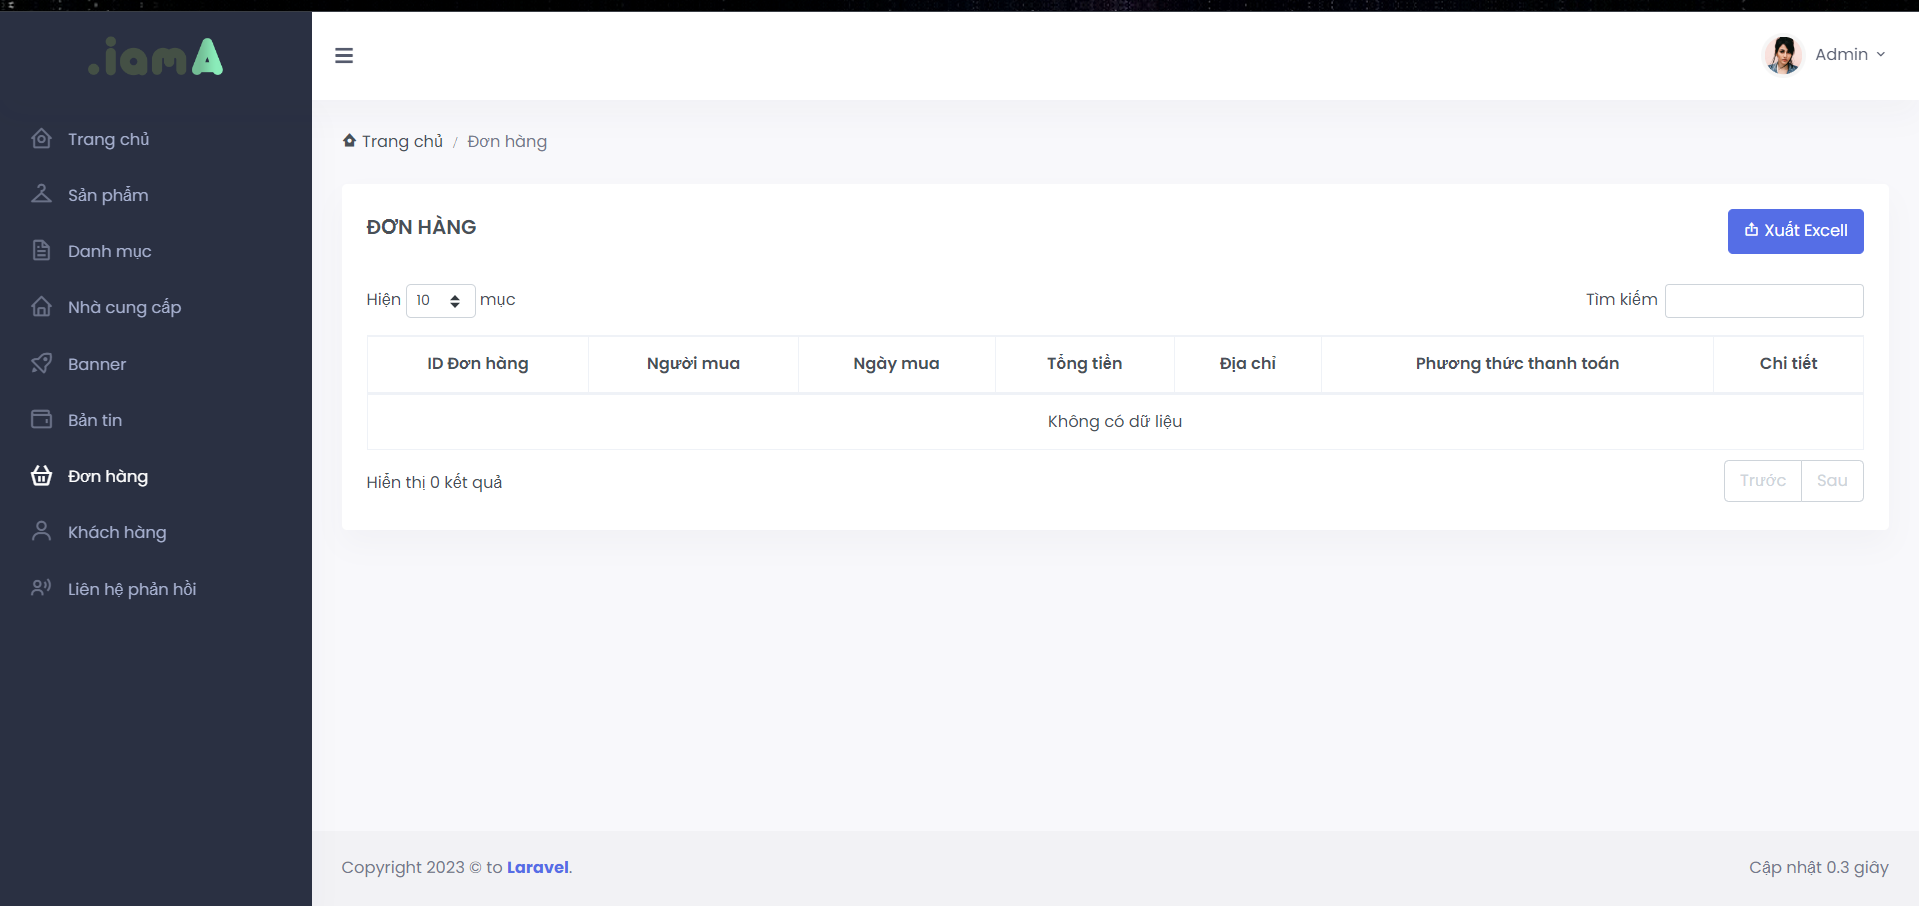 .iamA
Admin
Trang chủ
Sản phẩm
Danh mục
Nhà cung cấp
Banner
Bản tin
Đơn hàng
Khách hàng
Liên hệ phản hồi
Trang chủ / Đơn hàng
ĐƠN HÀNG
Xuất Excell
Hiện 10 mục
Tìm kiếm
ID Đơn hàng Người mua Ngày mua Tổng tiền Địa chỉ Phương thức thanh toán Chi tiết
Không có dữ liệu
Hiển thị 0 kết quả
Trước Sau
Copyright 2023 © to Laravel.
Cập nhật 0.3 giây